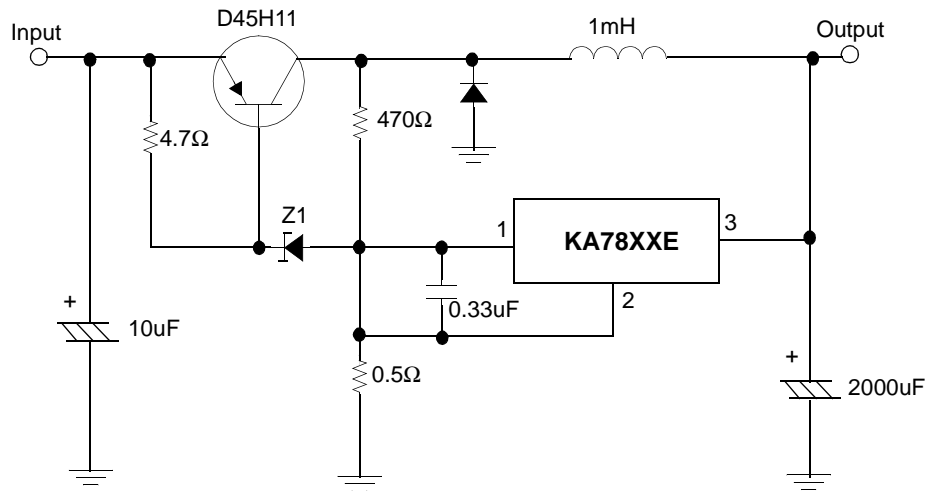 D45H11
Input
1mH
Output
470Ω
4.7Ω
Z1
1
KA78XXE
3
2
0.33uF
+
10uF
0.5Ω
+
2000uF